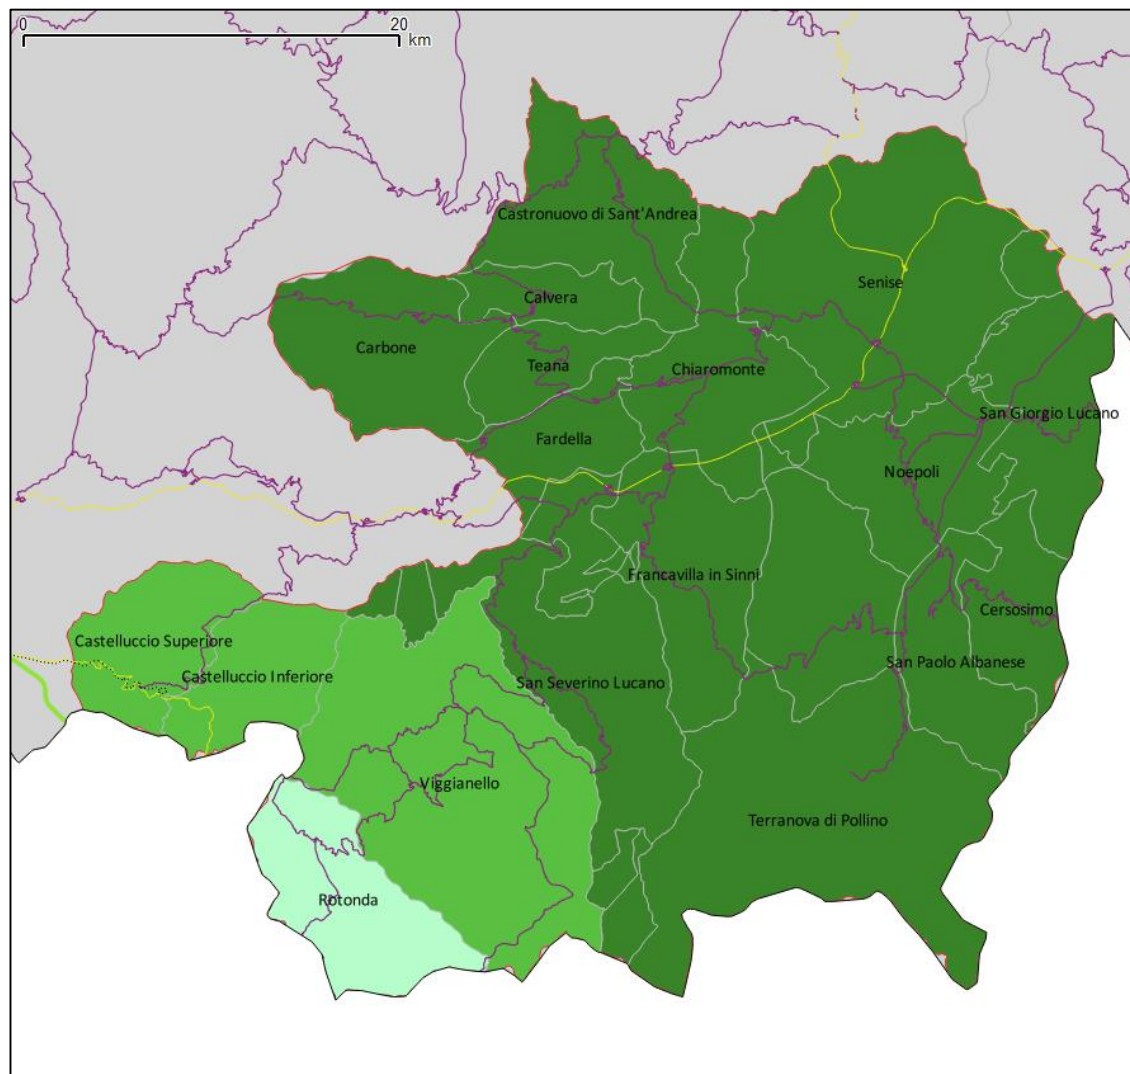 0 20
km
Castronuovo di Sant'Andrea
Senise
Calvera
Carbone
Teana
Chiaromonte
San Giorgio Lucano
Fardella
Noepoli
Francavilla in Sinni
Cersosimo
Castelluccio Superiore
San Paolo Albanese
Castelluccio Inferiore
San Severino Lucano
Viggianello
Terranova di Pollino
Rotonda